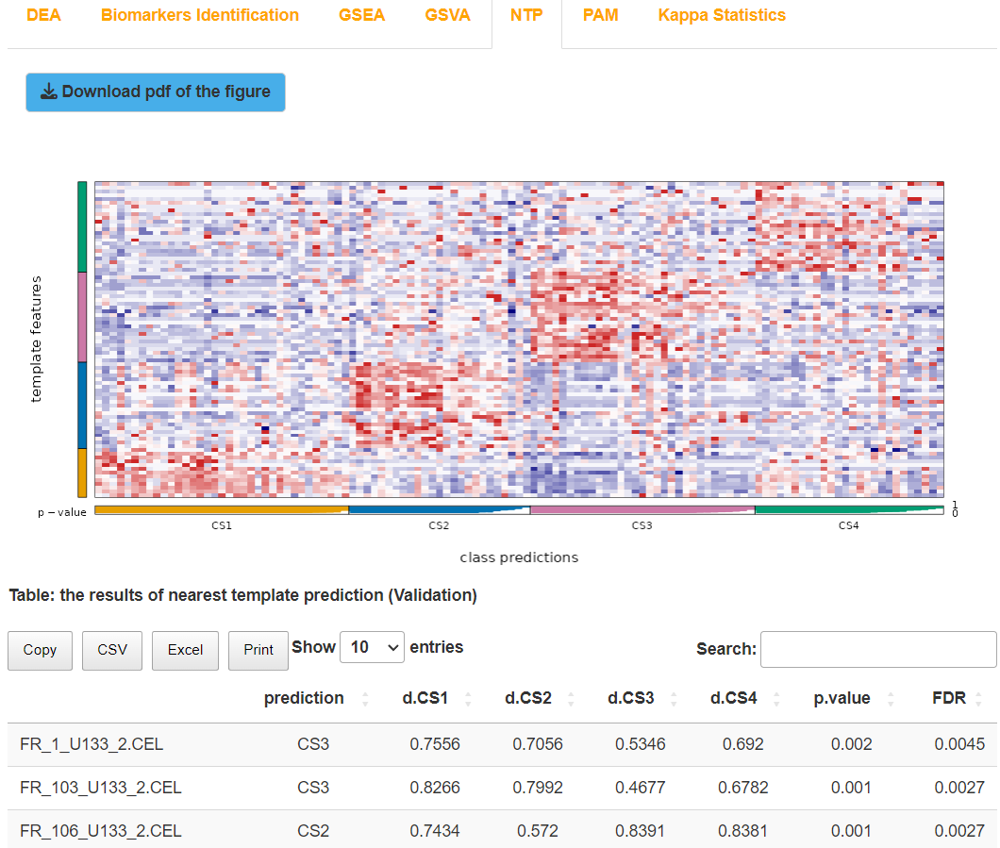 DEA Biomarkers Identification GSEA GSVA NTP PAM Kappa Statistics
Download pdf of the figure
template features
p − value
1
0
CS1 CS2 CS3 CS4
class predictions
Table: the results of nearest template prediction (Validation)
Copy CSV Excel Print Show 10 entries Search:
prediction d.CS1 d.CS2 d.CS3 d.CS4 p.value FDR
FR_1_U133_2.CEL CS3 0.7556 0.7056 0.5346 0.692 0.002 0.0045
FR_103_U133_2.CEL CS3 0.8266 0.7992 0.4677 0.6782 0.001 0.0027
FR_106_U133_2.CEL CS2 0.7434 0.572 0.8391 0.8381 0.001 0.0027